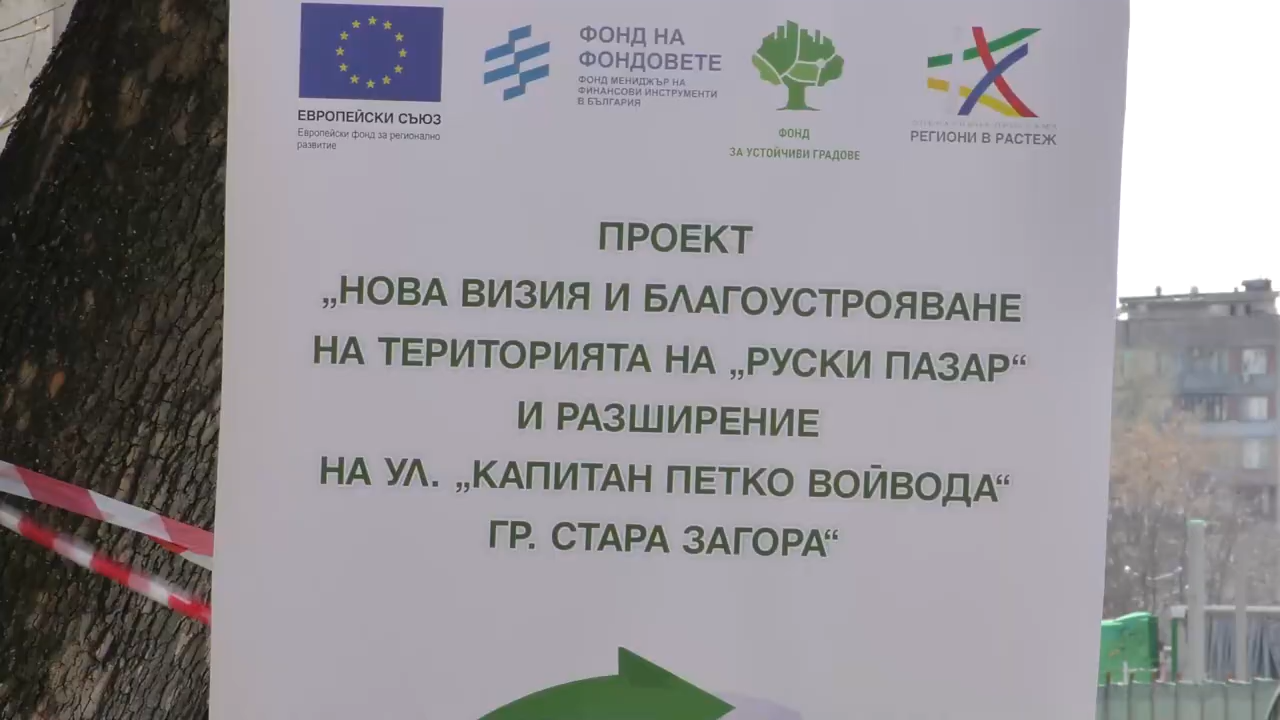 ЕВРОПЕЙСКИ СЪЮЗ
Европейски фонд за регионално
развитие
ФОНД НА
ФОНДОВЕТЕ
ФОНД МЕНИДЖЪР НА
ФИНАНСОВИ ИНСТРУМЕНТИ
В БЪЛГАРИЯ
ФОНД
ЗА УСТОЙЧИВИ ГРАДОВЕ
РЕГИОНИ В РАСТЕЖ
ПРОЕКТ
„НОВА ВИЗИЯ И БЛАГОУСТРОЯВАНЕ
НА ТЕРИТОРИЯТА НА „РУСКИ ПАЗАР“
И РАЗШИРЕНИЕ
НА УЛ. „КАПИТАН ПЕТКО ВОЙВОДА“
ГР. СТАРА ЗАГОРА“